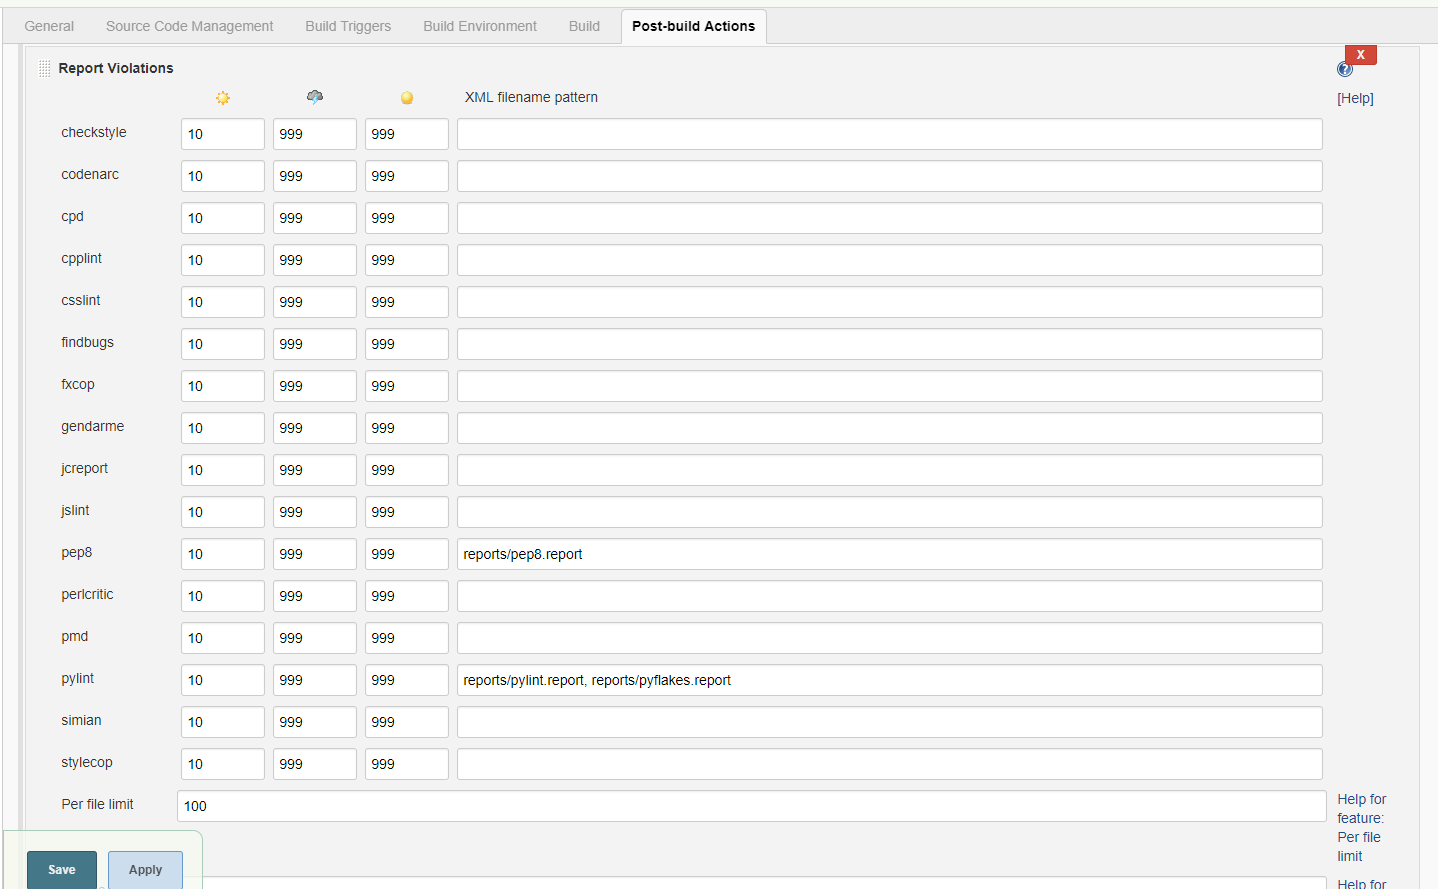 General Source Code Management Build Triggers Build Environment Build Post-build Actions
X
Report Violations
XML filename pattern [Help]
checkstyle 10 999 999
codenarc 10 999 999
cpd 10 999 999
cpplint 10 999 999
csslint 10 999 999
findbugs 10 999 999
fxcop 10 999 999
gendarme 10 999 999
jcreport 10 999 999
jslint 10 999 999
pep8 10 999 999 reports/pep8.report
perlcritic 10 999 999
pmd 10 999 999
pylint 10 999 999 reports/pylint.report, reports/pyflakes.report
simian 10 999 999
stylecop 10 999 999
Per file limit 100
Help for
feature:
Per file
limit
Save Apply
Help for